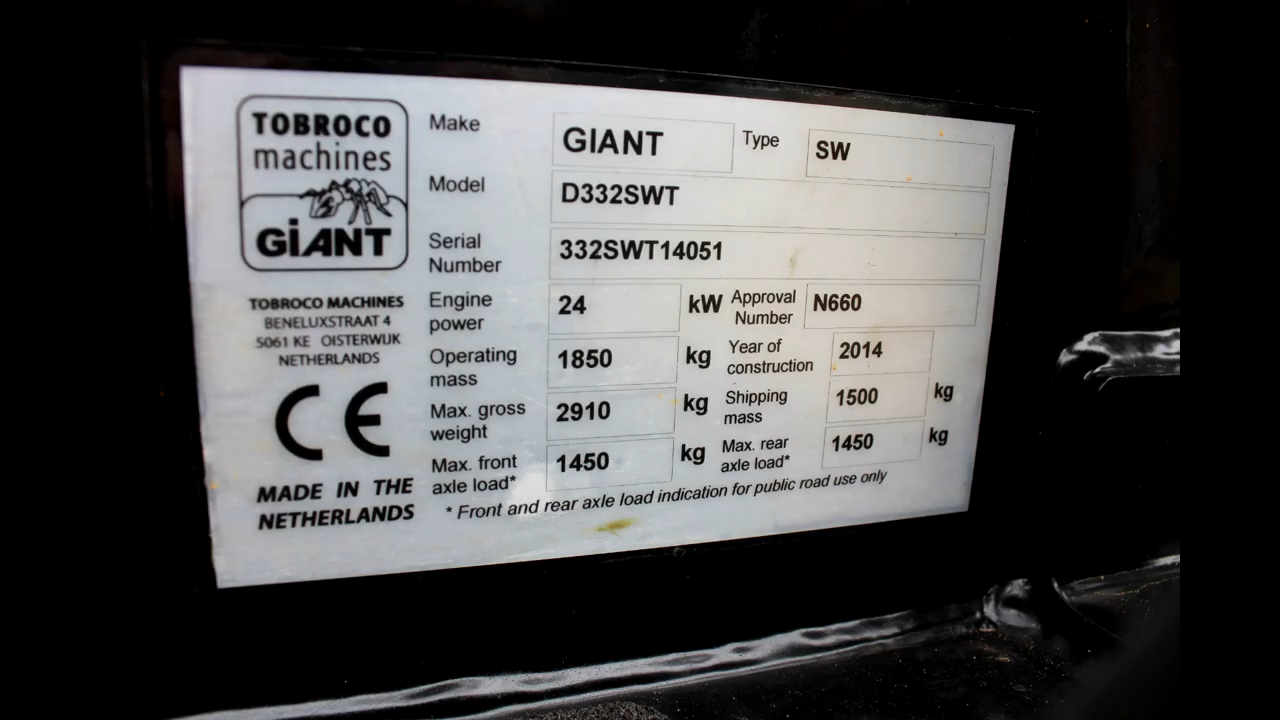 TOBROCO
machines
GiANT
TOBROCO MACHINES
BENELUXSTRAAT 4
5061 KE OISTERWIJK
NETHERLANDS
CE
MADE IN THE
NETHERLANDS
Make GIANT Type SW
Model D332SWT
Serial
Number 332SWT14051
Engine
power 24 kW Approval
Number N660
Operating
mass 1850 kg Year of
construction 2014
Max. gross
weight 2910 kg Shipping
mass 1500 kg
Max. front
axle load* 1450 kg Max. rear
axle load* 1450 kg
* Front and rear axle load indication for public road use only